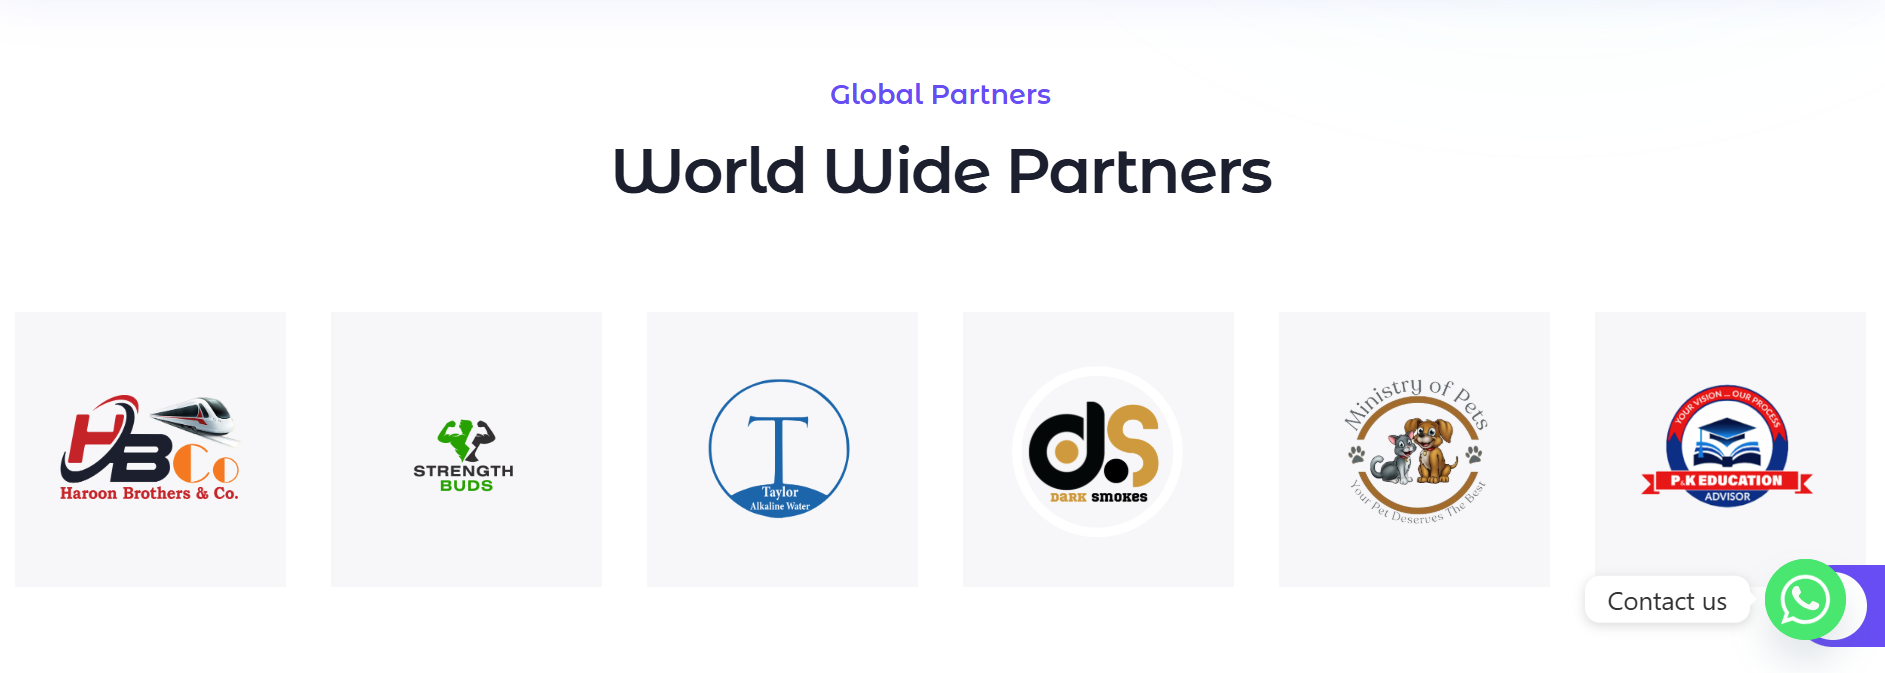 Global Partners
World Wide Partners
HBCo
Haroon Brothers & Co.
STRENGTH
BUDS
T
Taylor
Alkaline Water
d.s
DARK SMOKES
Ministry of Pets
Your Pet Deserves The Best
YOUR VISION ... OUR PROCESS
P&K EDUCATION
ADVISOR
Contact us